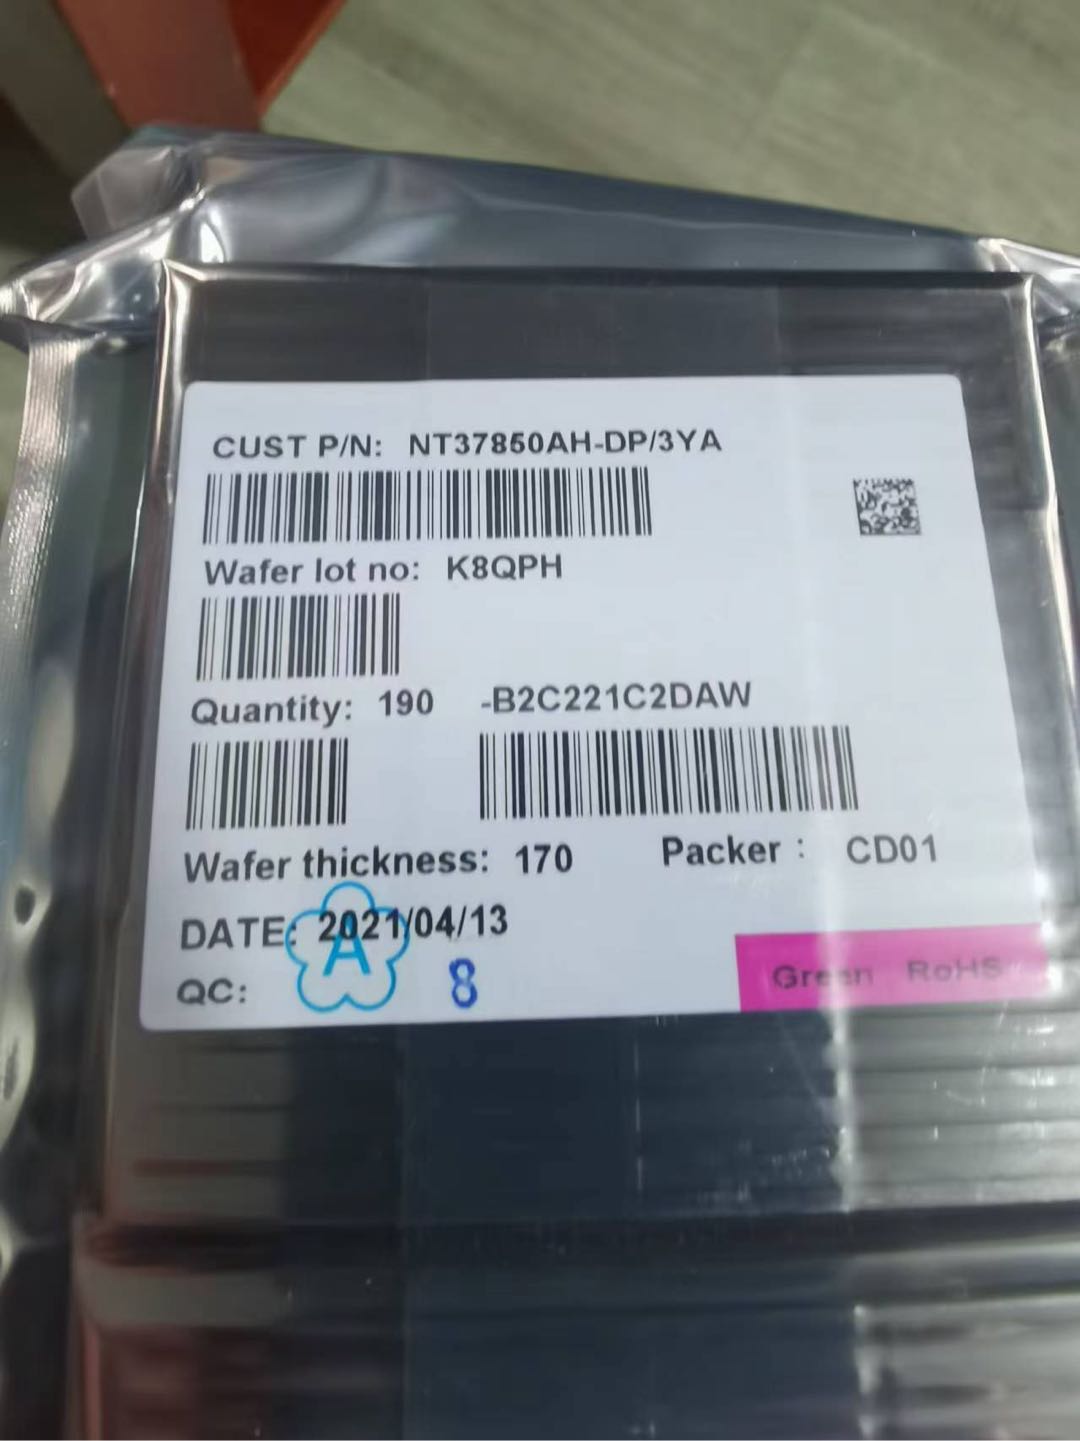 CUST P/N: NT37850AH-DP/3YA
Wafer lot no: K8QPH
Quantity: 190 -B2C221C2DAW
Wafer thickness: 170 Packer : CD01
DATE: 2021/04/13
A
QC: 8
Green RoHS